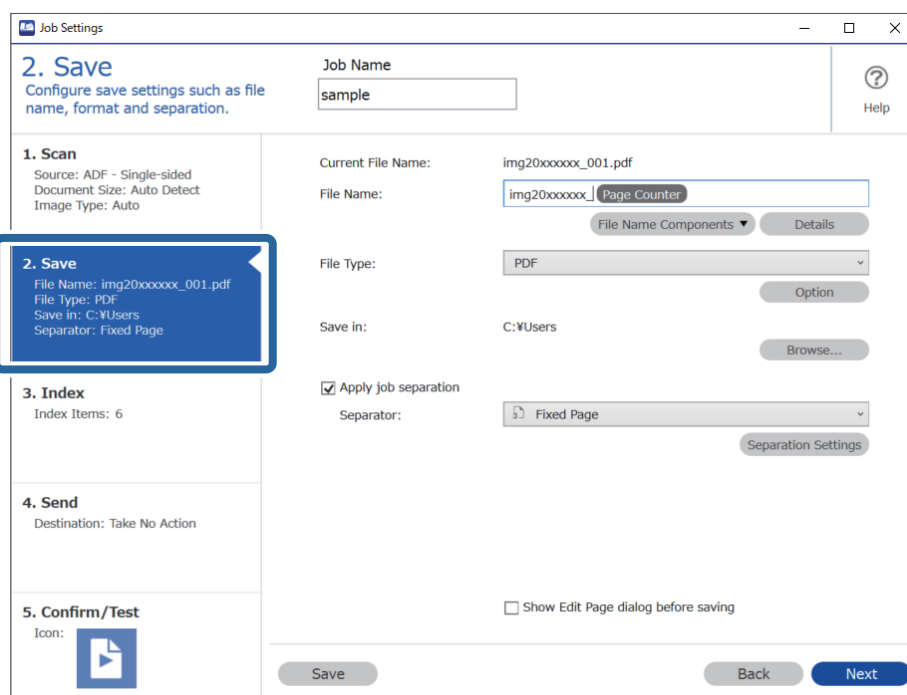 Job Settings
2. Save
Configure save settings such as file
name, format and separation.
Job Name
sample
Help
1. Scan
Source: ADF - Single-sided
Document Size: Auto Detect
Image Type: Auto
2. Save
File Name: img20xxxxxx_001.pdf
File Type: PDF
Save in: C:¥Users
Separator: Fixed Page
3. Index
Index Items: 6
4. Send
Destination: Take No Action
5. Confirm/Test
Icon:
Current File Name: img20xxxxxx_001.pdf
File Name: img20xxxxxx_ Page Counter
File Name Components Details
File Type: PDF
Option
Save in: C:¥Users
Browse...
Apply job separation
Separator: Fixed Page
Separation Settings
Show Edit Page dialog before saving
Save Back Next